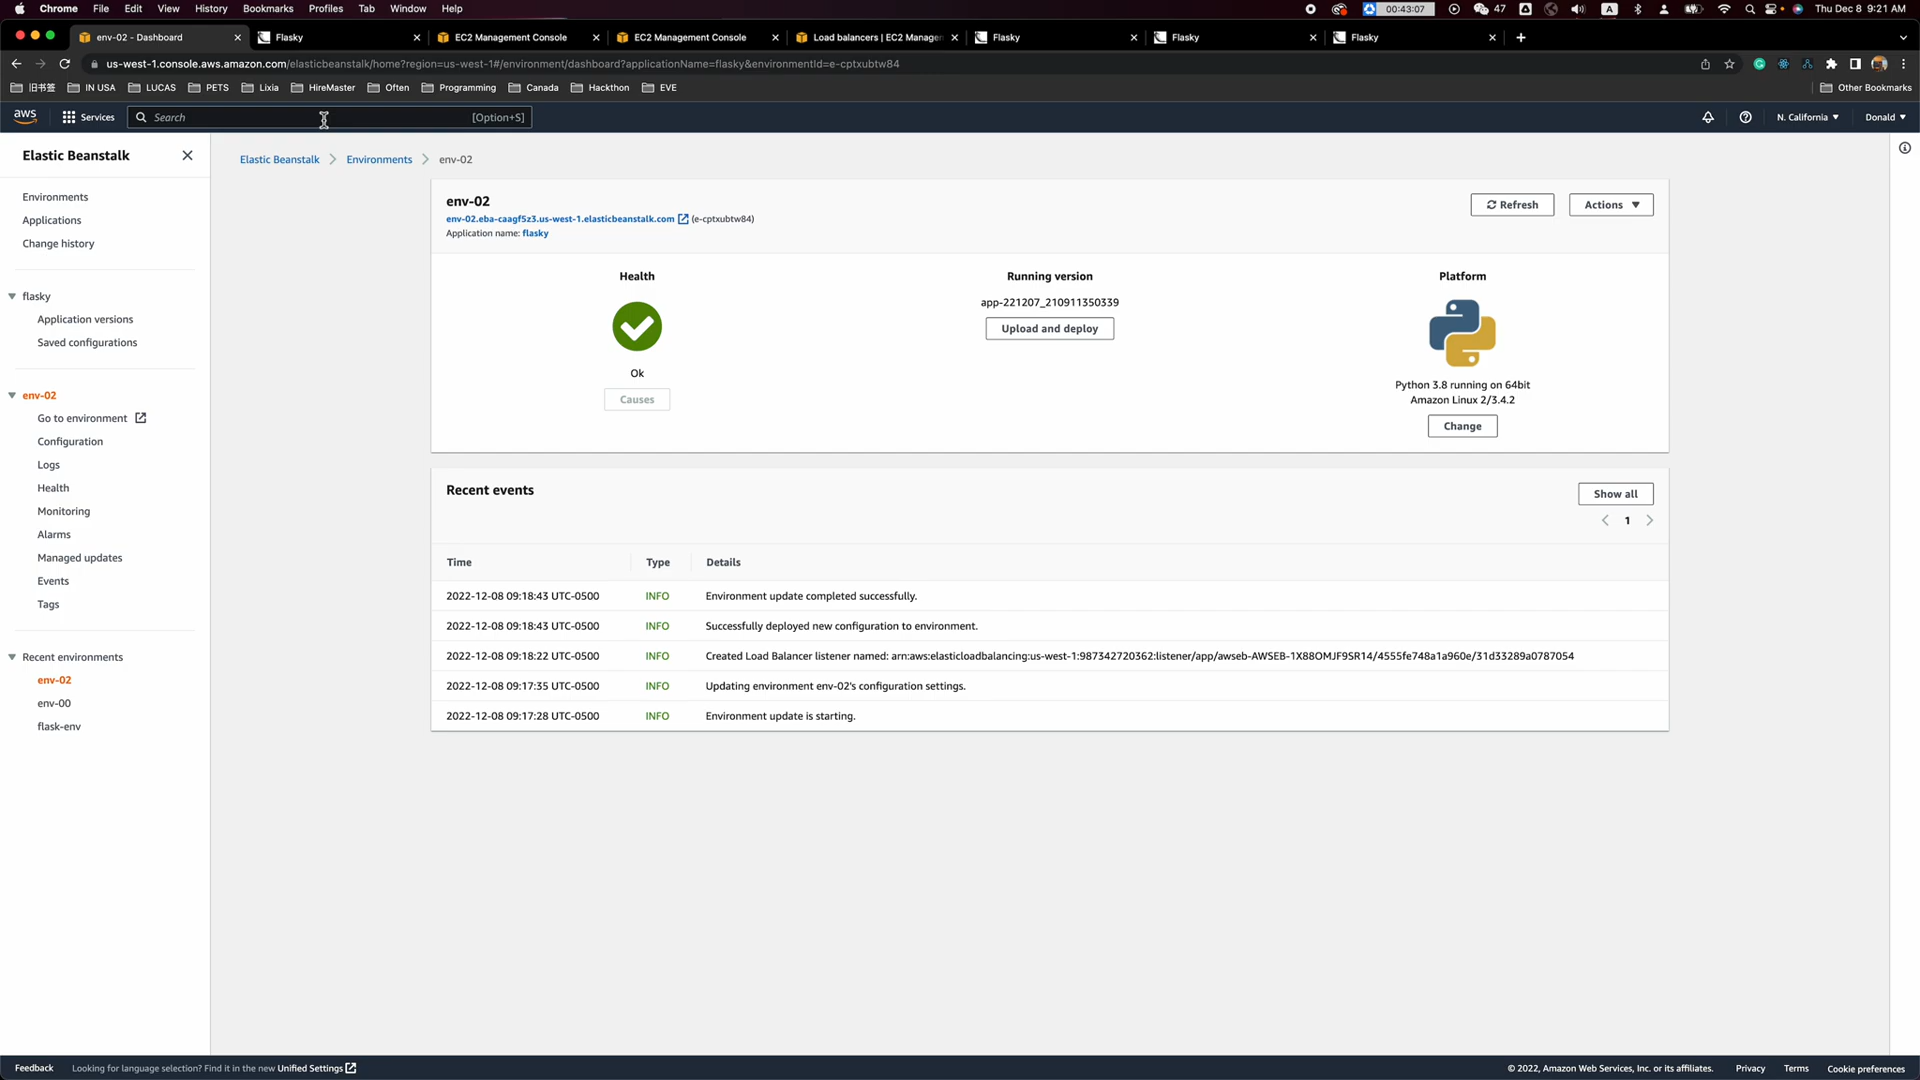 Chrome File Edit View History Bookmarks Profiles Tab Window Help 00:43:07 47 A Thu Dec 8 9:21 AM
env-02 - Dashboard Flasky EC2 Management Console EC2 Management Console Load balancers | EC2 Manage Flasky Flasky Flasky
us-west-1.console.aws.amazon.com/elasticbeanstalk/home?region=us-west-1#/environment/dashboard?applicationName=flasky&environmentId=e-cptxubtw84
旧书签 IN USA LUCAS PETS Lixia HireMaster Often Programming Canada Hackthon EVE Other Bookmarks
aws Services Search [Option+S] N. California Donald
Elastic Beanstalk
Environments
Applications
Change history
flasky
Application versions
Saved configurations
env-02
Go to environment
Configuration
Logs
Health
Monitoring
Alarms
Managed updates
Events
Tags
Recent environments
env-02
env-00
flask-env
Elastic Beanstalk Environments env-02
env-02
env-02.eba-caagf5z3.us-west-1.elasticbeanstalk.com (e-cptxubtw84)
Application name: flasky
Refresh Actions
Health
Ok
Causes
Running version
app-221207_210911350339
Upload and deploy
Platform
Python 3.8 running on 64bit
Amazon Linux 2/3.4.2
Change
Recent events
Show all
1
Time Type Details
2022-12-08 09:18:43 UTC-0500 INFO Environment update completed successfully.
2022-12-08 09:18:43 UTC-0500 INFO Successfully deployed new configuration to environment.
2022-12-08 09:18:22 UTC-0500 INFO Created Load Balancer listener named: arn:aws:elasticloadbalancing:us-west-1:987342720362:listener/app/awseb-AWSEB-1X88OMJF9SR14/4555fe748a1a960e/31d33289a0787054
2022-12-08 09:17:35 UTC-0500 INFO Updating environment env-02's configuration settings.
2022-12-08 09:17:28 UTC-0500 INFO Environment update is starting.
Feedback Looking for language selection? Find it in the new Unified Settings © 2022, Amazon Web Services, Inc. or its affiliates. Privacy Terms Cookie preferences